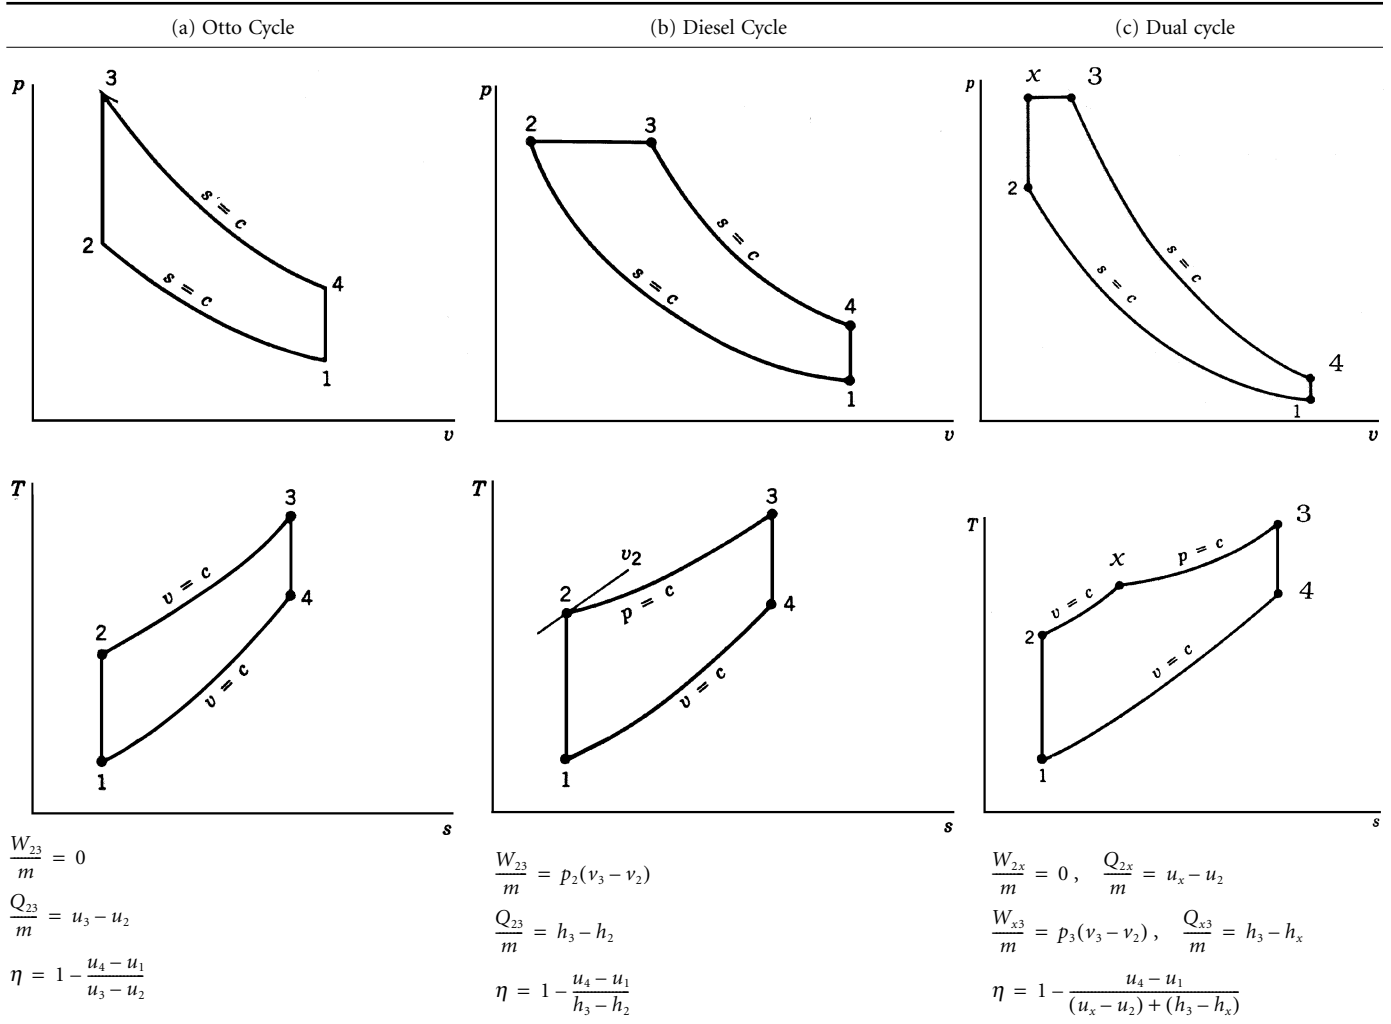 (a) Otto Cycle
(b) Diesel Cycle
(c) Dual cycle
p
3
2
s = c
s = c
4
1
v
p
2
3
s = c
s = c
4
1
v
p
x
3
2
s = c
s = c
4
1
v
T
3
v = c
2
4
v = c
1
s
T
3
v2
2
p = c
4
v = c
1
s
T
3
x
p = c
v = c
4
2
v = c
1
s
W₂₃/m = 0
Q₂₃/m = u₃ – u₂
η = 1 – (u₄ – u₁)/(u₃ – u₂)
W₂₃/m = p₂(v₃ – v₂)
Q₂₃/m = h₃ – h₂
η = 1 – (u₄ – u₁)/(h₃ – h₂)
W₂ₓ/m = 0 , Q₂ₓ/m = uₓ – u₂
Wₓ₃/m = p₃(v₃ – v₂) , Qₓ₃/m = h₃ – hₓ
η = 1 – (u₄ – u₁)/((uₓ – u₂) + (h₃ – hₓ))